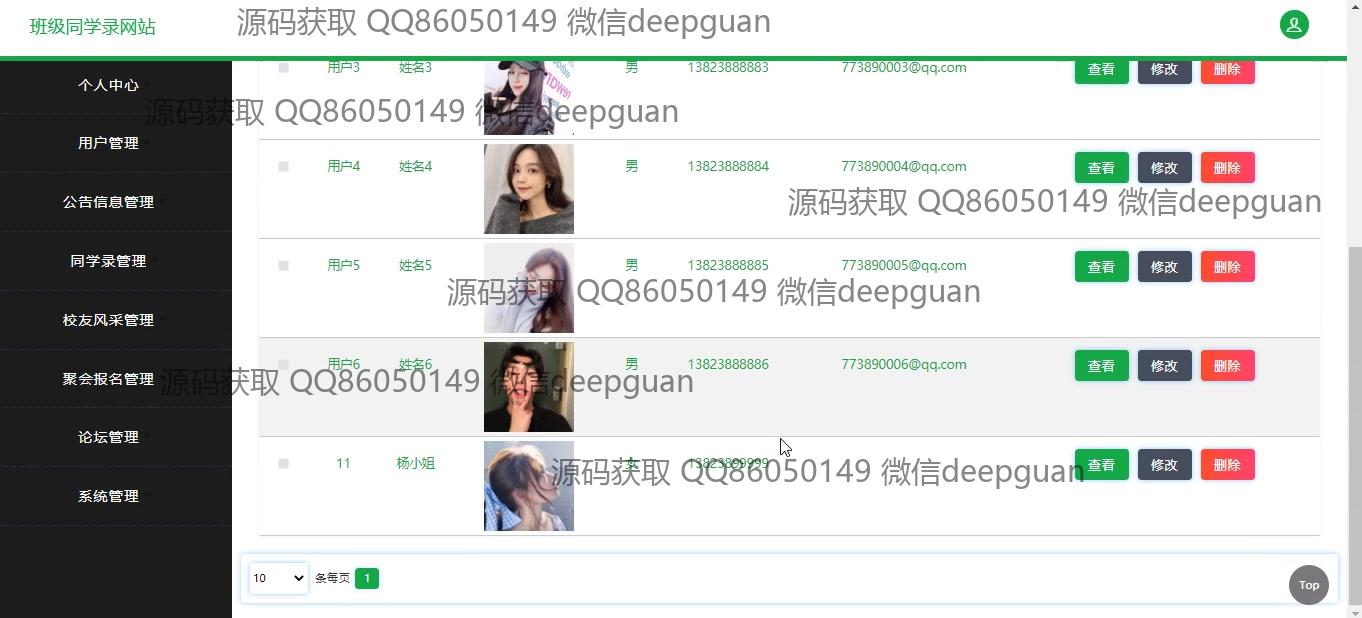 班级同学录网站
源码获取 QQ86050149 微信deepguan
个人中心
用户管理
公告信息管理
同学录管理
校友风采管理
聚会报名管理
论坛管理
系统管理
用户3 姓名3 男 13823888883 773890003@qq.com 查看 修改 删除
源码获取 QQ86050149 微信deepguan
用户4 姓名4 男 13823888884 773890004@qq.com 查看 修改 删除
源码获取 QQ86050149 微信deepguan
用户5 姓名5 男 13823888885 773890005@qq.com 查看 修改 删除
源码获取 QQ86050149 微信deepguan
用户6 姓名6 男 13823888886 773890006@qq.com 查看 修改 删除
源码获取 QQ86050149 微信deepguan
11 杨小姐 女 13823899999 查看 修改 删除
源码获取 QQ86050149 微信deepguan
10 条每页 1
Top